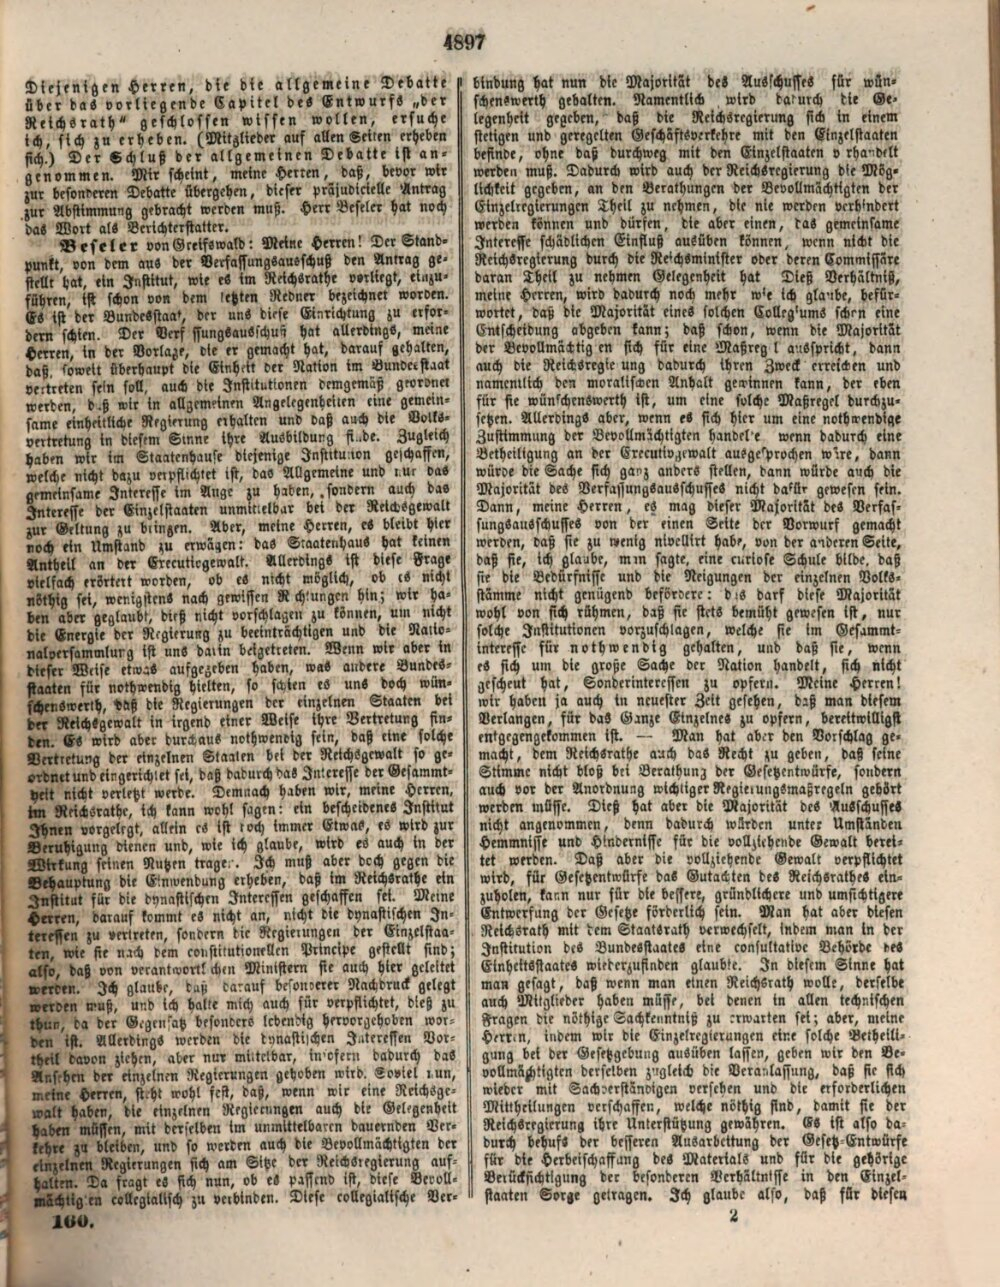 4897
Diejenigen Herren, die die allgemeine Debatte
über das vorliegende Capitel des Entwurfs „der
Reichsrath“ geschlossen wissen wollen, ersuche
ich, sich zu erheben. (Mitglieder auf allen Seiten erheben
sich.) Der Schluß der allgemeinen Debatte ist an-
genommen. Mir scheint, meine Herren, daß, bevor wir
zur besonderen Debatte übergehen, dieser präjudicielle Antrag
zur Abstimmung gebracht werden muß. Herr Beseler hat noch
das Wort als Berichterstatter.
Beseler von Greifswald: Meine Herren! Der Stand-
punkt, von dem aus der Verfassungsausschuß den Antrag ge-
stellt hat, ein Institut, wie es im Reichsrathe vorliegt, einzu-
führen, ist schon von dem letzten Redner bezeichnet worden.
Es ist der Bundesstaat, der uns diese Einrichtung zu erfor-
dern schien. Der Verf ssungsausschuß hat allerdings, meine
Herren, in der Vorlage, die er gemacht hat, darauf gehalten,
daß, soweit überhaupt die Einheit der Nation im Bundesstaat
vertreten sein soll, auch die Institutionen demgemäß geordnet
werden, daß wir in allgemeinen Angelegenheiten eine gemein-
same einheitliche Regierung erhalten und daß auch die Volks-
vertretung in diesem Sinne ihre Ausbildung finde. Zugleich
haben wir im Staatenhause diejenige Institution geschaffen,
welche nicht dazu verpflichtet ist, das Allgemeine und nur das
gemeinsame Interesse im Auge zu haben, sondern auch das
Interesse der Einzelstaaten unmittelbar bei der Reichsgewalt
zur Geltung zu bringen. Aber, meine Herren, es bleibt hier
noch ein Umstand zu erwägen: das Staatenhaus hat keinen
Antheil an der Executivgewalt. Allerdings ist diese Frage
vielfach erörtert worden, ob es nicht möglich, ob es nicht
nöthig sei, wenigstens nach gewissen Richtungen hin; wir ha-
ben aber geglaubt, dieß nicht vorschlagen zu können, um nicht
die Energie der Regierung zu beeinträchtigen und die Natio-
nalversammlung ist uns darin beigetreten. Wenn wir aber in
dieser Weise etwas aufgegeben haben, was andere Bundes-
staaten für nothwendig hielten, so schien es uns doch wün-
schenswerth, daß die Regierungen der einzelnen Staaten bei
der Reichsgewalt in irgend einer Weise ihre Vertretung fin-
den. Es wird aber durchaus nothwendig sein, daß eine solche
Vertretung der einzelnen Staaten bei der Reichsgewalt so ge-
ordnet und eingerichtet sei, daß dadurch das Interesse der Gesammt-
heit nicht verletzt werde. Demnach haben wir, meine Herren,
im Reichsrathe, ich kann wohl sagen: ein bescheidenes Institut
Ihnen vorgelegt, allein es ist noch immer Etwas, es wird zur
Beruhigung dienen und, wie ich glaube, wird es auch in der
Wirkung seinen Nutzen tragen. Ich muß aber doch gegen die
Behauptung die Einwendung erheben, daß im Reichsrathe ein
Institut für die dynastischen Interessen geschaffen sei. Meine
Herren, darauf kommt es nicht an, nicht die dynastischen In-
teressen zu vertreten, sondern die Regierungen der Einzelstaa-
ten, wie sie nach dem constitutionellen Principe gestellt sind;
also, daß von verantwortlichen Ministern sie auch hier geleitet
werden. Ich glaube, daß darauf besonderer Nachdruck gelegt
werden muß, und ich halte mich auch für verpflichtet, dieß zu
thun, da der Gegensatz besonders lebendig hervorgehoben wor-
den ist. Allerdings werden die dynastischen Interessen Vor-
theil davon ziehen, aber nur mittelbar, insofern dadurch das
Ansehen der einzelnen Regierungen gehoben wird. Soviel nun,
meine Herren, steht wohl fest, daß, wenn wir eine Reichsge-
walt haben, die einzelnen Regierungen auch die Gelegenheit
haben müssen, mit derselben im unmittelbaren dauernden Ver-
kehre zu bleiben, und so werden auch die Bevollmächtigten der
einzelnen Regierungen sich am Sitze der Reichsregierung auf-
halten. Da fragt es sich nun, ob es passend ist, diese Bevoll-
mächtigten collegialisch zu verbinden. Diese collegialische Ver-
160.
bindung hat nun die Majorität des Ausschusses für wün-
schenswerth gehalten. Namentlich wird dadurch die Ge-
legenheit gegeben, daß die Reichsregierung sich in einem
stetigen und geregelten Geschäftsverkehre mit den Einzelstaaten
befinde, ohne daß durchweg mit den Einzelstaaten v rhandelt
werden muß. Dadurch wird auch der Reichsregierung die Mög-
lichkeit gegeben, an den Berathungen der Bevollmächtigten der
Einzelregierungen Theil zu nehmen, die nie werden verhindert
werden können und dürfen, die aber einen, das gemeinsame
Interesse schädlichen Einfluß ausüben können, wenn nicht die
Reichsregierung durch die Reichsminister oder deren Commissäre
daran Theil zu nehmen Gelegenheit hat Dieß Verhältniß,
meine Herren, wird dadurch noch mehr wie ich glaube, befür-
wortet, daß die Majorität eines solchen Collegiums schon eine
Entscheidung abgeben kann; daß schon, wenn die Majorität
der Bevollmächtigten sich für eine Maßreg l ausspricht, dann
auch die Reichsregierung dadurch ihren Zweck erreichen und
namentlich den moralischen Anhalt gewinnen kann, der eben
für sie wünschenswerth ist, um eine solche Maßregel durchzu-
setzen. Allerdings aber, wenn es sich hier um eine nothwendige
Zustimmung der Bevollmächtigten handelte wenn dadurch eine
Betheiligung an der Executivgewalt ausgesprochen wäre, dann
würde die Sache sich ganz anders stellen, dann würde auch die
Majorität des Verfassungsausschusses nicht dafür gewesen sein.
Dann, meine Herren, es mag dieser Majorität des Verfas-
sungsausschusses von der einen Seite der Vorwurf gemacht
werden, daß sie zu wenig nivellirt habe, von der anderen Seite,
daß sie, ich glaube, man sagte, eine curiose Schule bilde, daß
sie die Bedürfnisse und die Neigungen der einzelnen Volks-
stämme nicht genügend befördere: das darf diese Majorität
wohl von sich rühmen, daß sie stets bemüht gewesen ist, nur
solche Institutionen vorzuschlagen, welche sie im Gesammt-
interesse für nothwendig gehalten, und daß sie, wenn
es sich um die große Sache der Nation handelt, sich nicht
gescheut hat, Sonderinteressen zu opfern. Meine Herren!
wir haben ja auch in neuester Zeit gesehen, daß man diesem
Verlangen, für das Ganze Einzelnes zu opfern, bereitwilligst
entgegengekommen ist. — Man hat aber den Vorschlag ge-
macht, dem Reichsrathe auch das Recht zu geben, daß seine
Stimme nicht bloß bei Berathung der Gesetzentwürfe, sondern
auch vor der Anordnung wichtiger Regierungsmaßregeln gehört
werden müsse. Dieß hat aber die Majorität des Ausschusses
nicht angenommen, denn dadurch würden unter Umständen
Hemmnisse und Hindernisse für die vollziehende Gewalt berei-
tet werden. Daß aber die vollziehende Gewalt verpflichtet
wird, für Gesetzentwürfe das Gutachten des Reichsrathes ein-
zuholen, kann nur für die bessere, gründlichere und umsichtigere
Entwerfung der Gesetze förderlich sein. Man hat aber diesen
Reichsrath mit dem Staatsrath verwechselt, indem man in der
Institution des Bundesstaates eine consultative Behörde des
Einheitsstaates wiederzufinden glaubte. In diesem Sinne hat
man gesagt, daß wenn man einen Reichsrath wolle, derselbe
auch Mitglieder haben müsse, bei denen in allen technischen
Fragen die nöthige Sachkenntniß zu erwarten sei; aber, meine
Herren, indem wir die Einzelregierungen eine solche Betheili-
gung bei der Gesetzgebung ausüben lassen, geben wir den Be-
vollmächtigten derselben zugleich die Veranlassung, daß sie sich
wieder mit Sachverständigen versehen und die erforderlichen
Mittheilungen verschaffen, welche nöthig sind, damit sie der
Reichsregierung ihre Unterstützung gewähren. Es ist also da-
durch behufs der besseren Ausarbeitung der Gesetz-Entwürfe
für die Herbeischaffung des Materials und für die gehörige
Berücksichtigung der besonderen Verhältnisse in den Einzel-
staaten Sorge getragen. Ich glaube also, daß für diesen
2